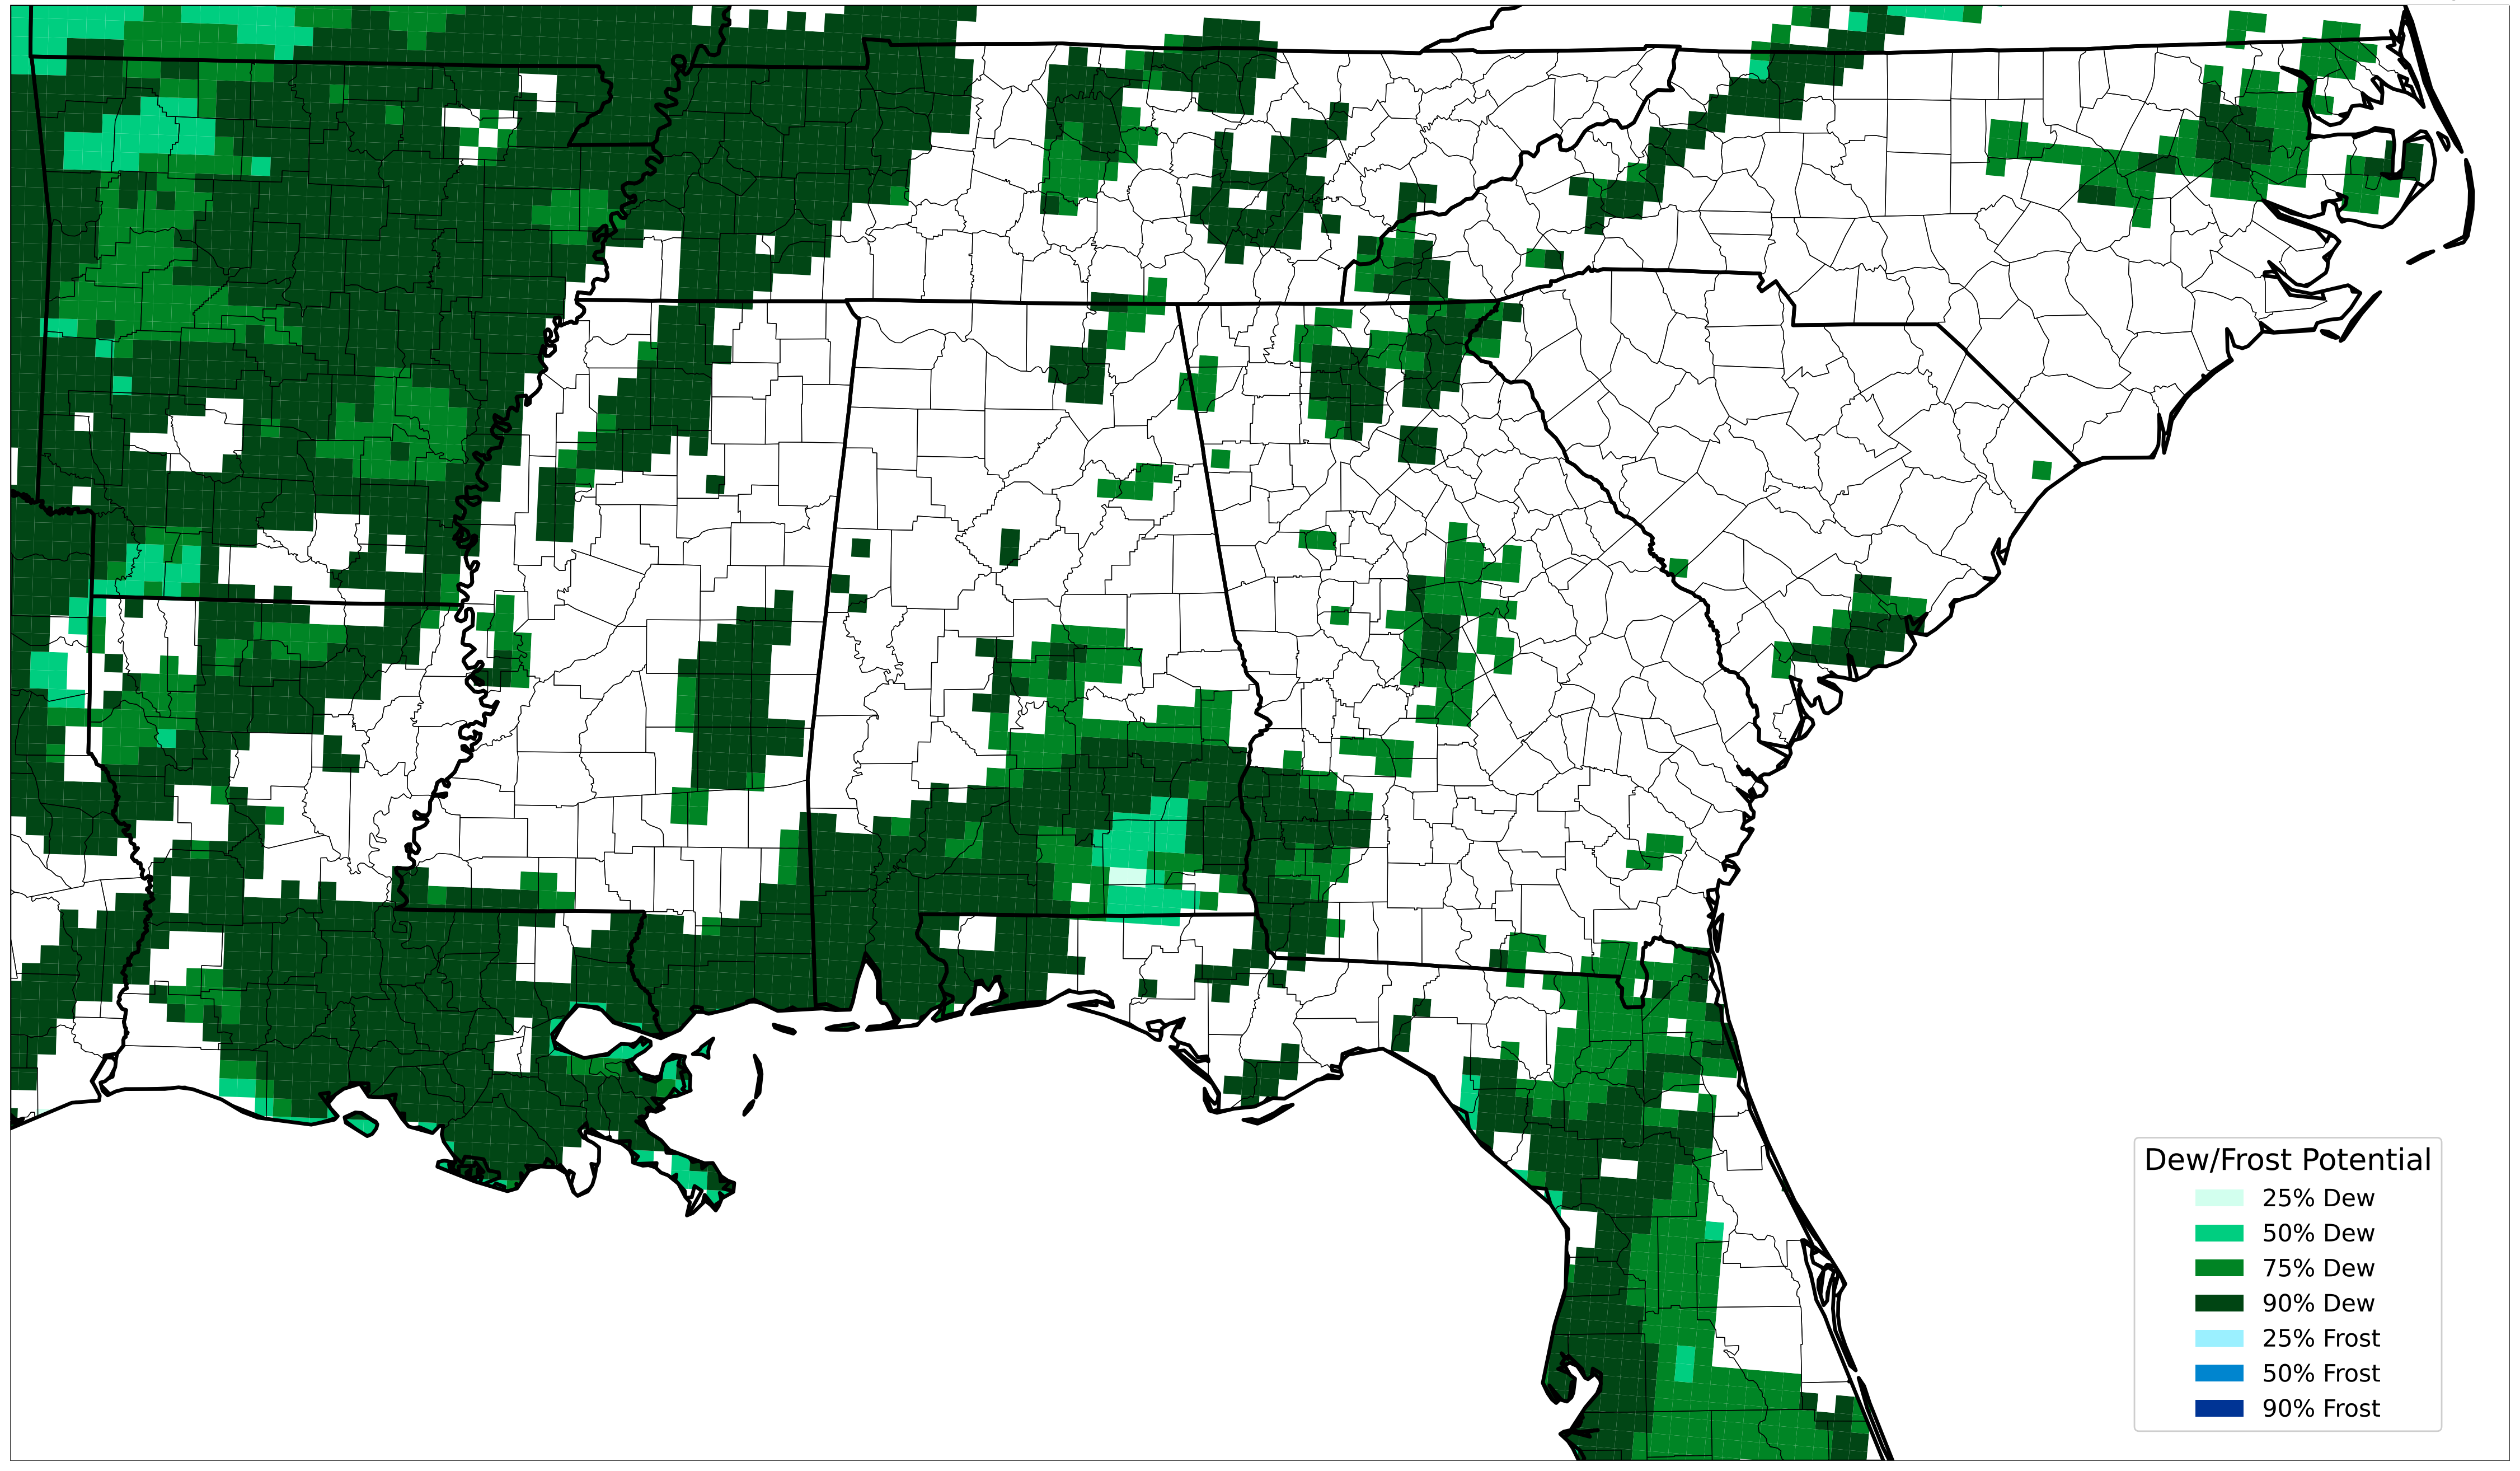 Dew/Frost Potential
25% Dew
50% Dew
75% Dew
90% Dew
25% Frost
50% Frost
90% Frost